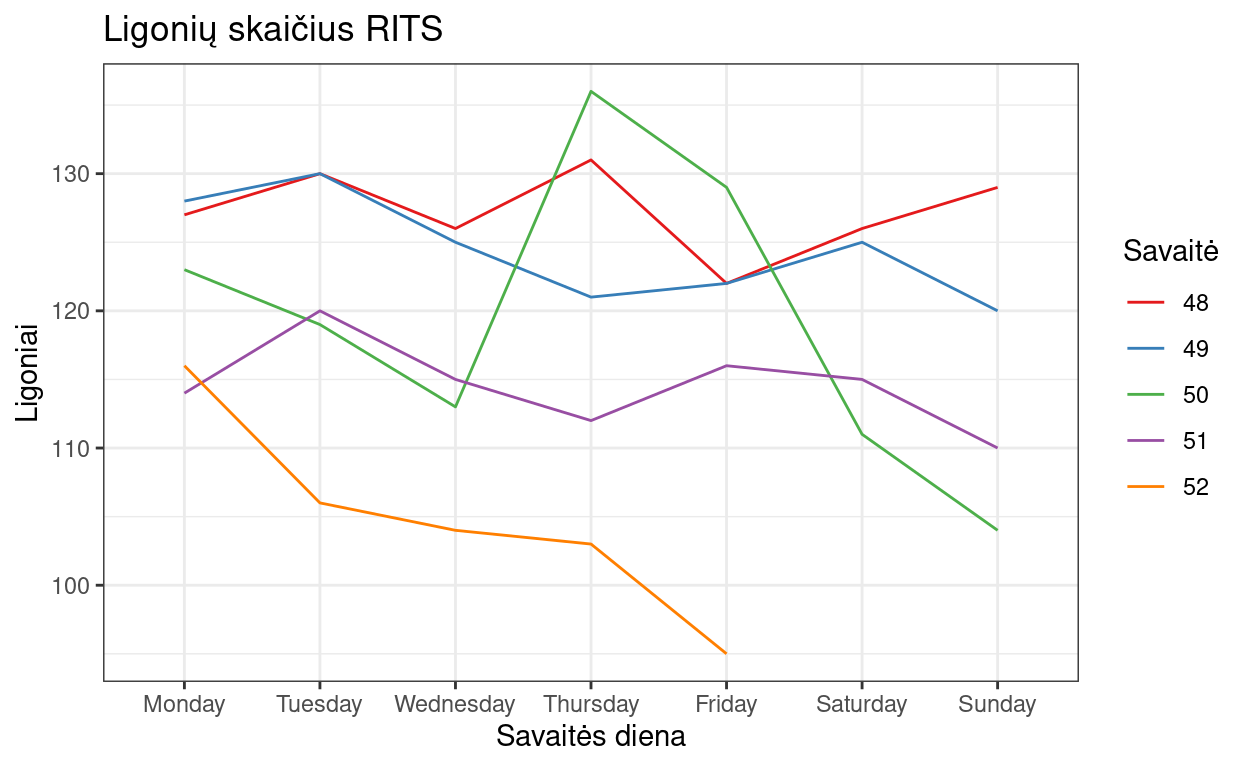 Ligonių skaičius RITS
Ligoniai
130
120
110
100
Monday Tuesday Wednesday Thursday Friday Saturday Sunday
Savaitės diena
Savaitė
48
49
50
51
52